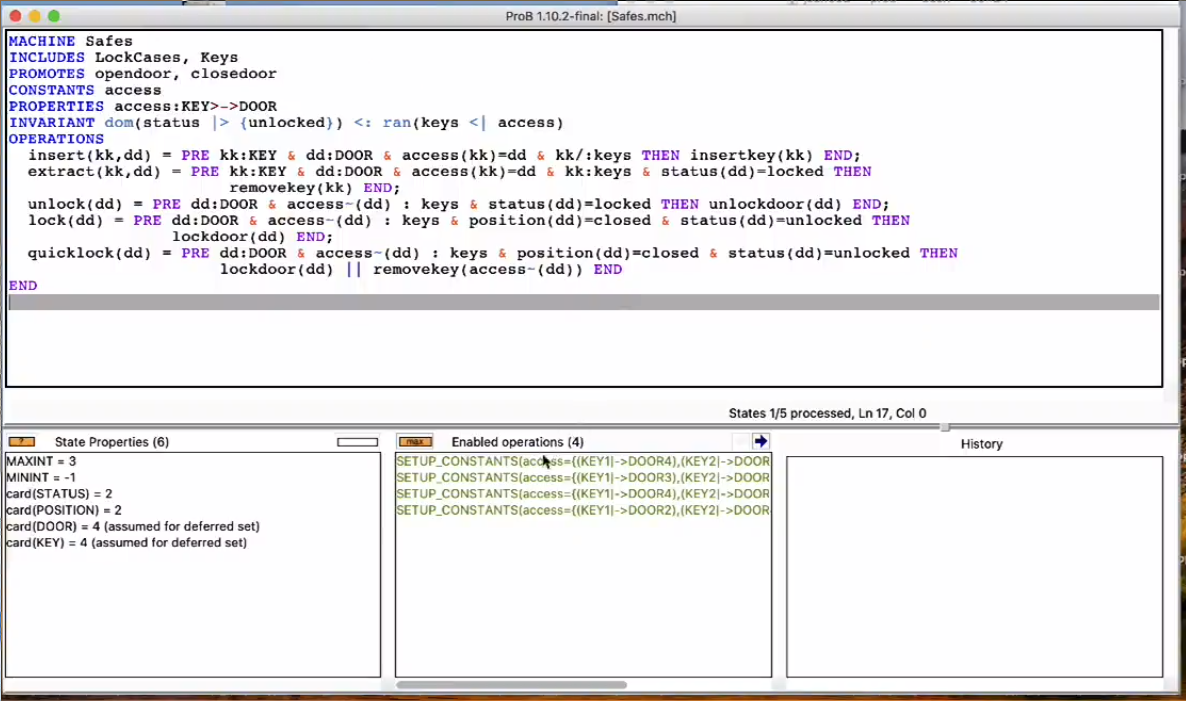 ProB 1.10.2-final: [Safes.mch]
MACHINE Safes
INCLUDES LockCases, Keys
PROMOTES opendoor, closedoor
CONSTANTS access
PROPERTIES access:KEY>->DOOR
INVARIANT dom(status |> {unlocked}) <: ran(keys <| access)
OPERATIONS
insert(kk,dd) = PRE kk:KEY & dd:DOOR & access(kk)=dd & kk/:keys THEN insertkey(kk) END;
extract(kk,dd) = PRE kk:KEY & dd:DOOR & access(kk)=dd & kk:keys & status(dd)=locked THEN
removekey(kk) END;
unlock(dd) = PRE dd:DOOR & access~(dd) : keys & status(dd)=locked THEN unlockdoor(dd) END;
lock(dd) = PRE dd:DOOR & access~(dd) : keys & position(dd)=closed & status(dd)=unlocked THEN
lockdoor(dd) END;
quicklock(dd) = PRE dd:DOOR & access~(dd) : keys & position(dd)=closed & status(dd)=unlocked THEN
lockdoor(dd) || removekey(access~(dd)) END
END
States 1/5 processed, Ln 17, Col 0
? State Properties (6)
MAXINT = 3
MININT = -1
card(STATUS) = 2
card(POSITION) = 2
card(DOOR) = 4 (assumed for deferred set)
card(KEY) = 4 (assumed for deferred set)
max Enabled operations (4)
SETUP_CONSTANTS(access={(KEY1|->DOOR4),(KEY2|->DOOR
SETUP_CONSTANTS(access={(KEY1|->DOOR3),(KEY2|->DOOR
SETUP_CONSTANTS(access={(KEY1|->DOOR4),(KEY2|->DOOR
SETUP_CONSTANTS(access={(KEY1|->DOOR2),(KEY2|->DOOR
History